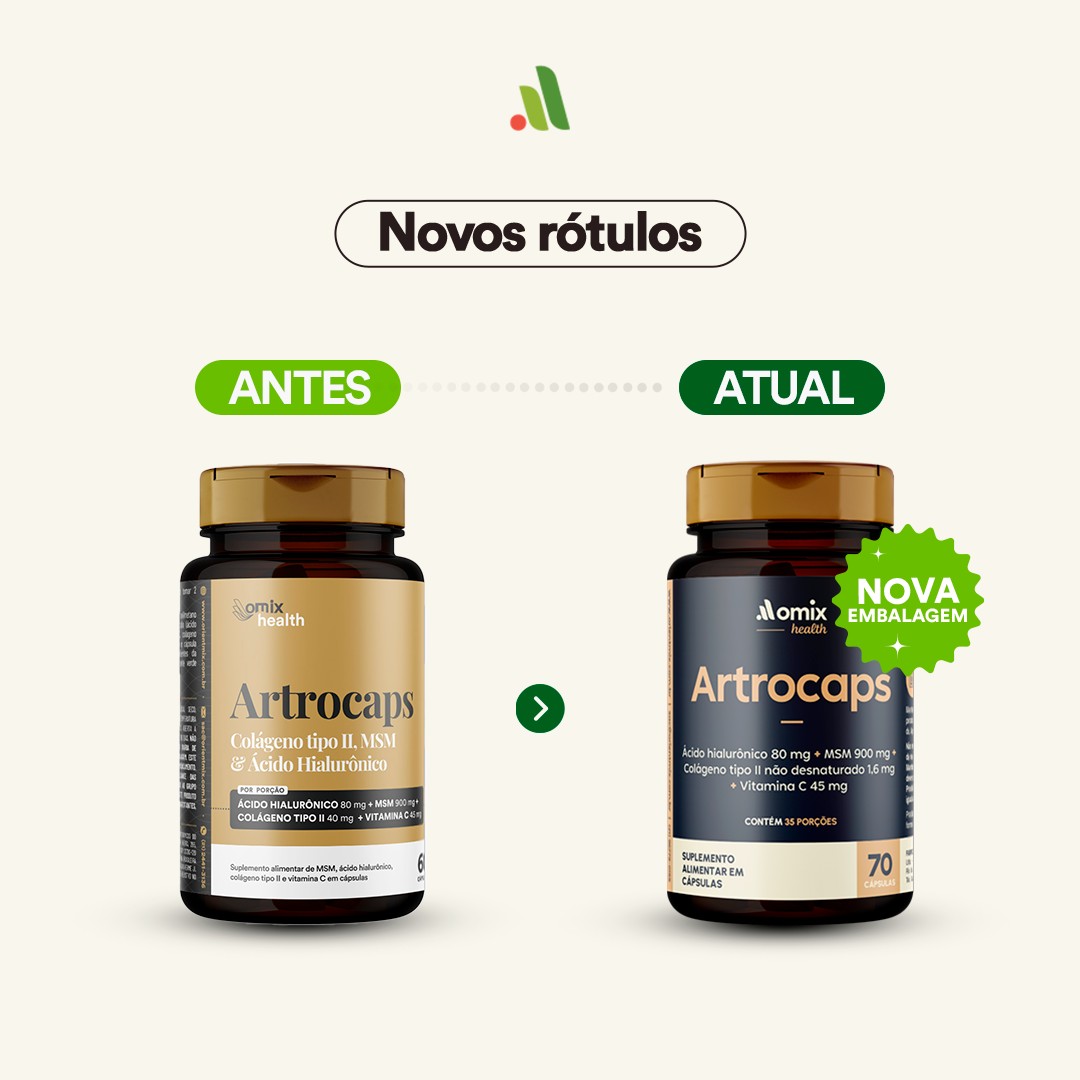 Novos rótulos
ANTES
ATUAL
omix
health
Artrocaps
Colágeno tipo II, MSM
& Ácido Hialurônico
POR PORÇÃO
ÁCIDO HIALURÔNICO 80 mg + MSM 900 mg +
COLÁGENO TIPO II 40 mg + VITAMINA C 45 mg
Suplemento alimentar de MSM, ácido hialurônico,
colágeno tipo II e vitamina C em cápsulas
NOVA
EMBALAGEM
omix
health
Artrocaps
Ácido hialurônico 80 mg + MSM 900 mg +
Colágeno tipo II não desnaturado 1,6 mg
+ Vitamina C 45 mg
CONTÉM 35 PORÇÕES
SUPLEMENTO
ALIMENTAR EM
CÁPSULAS
70
CÁPSULAS